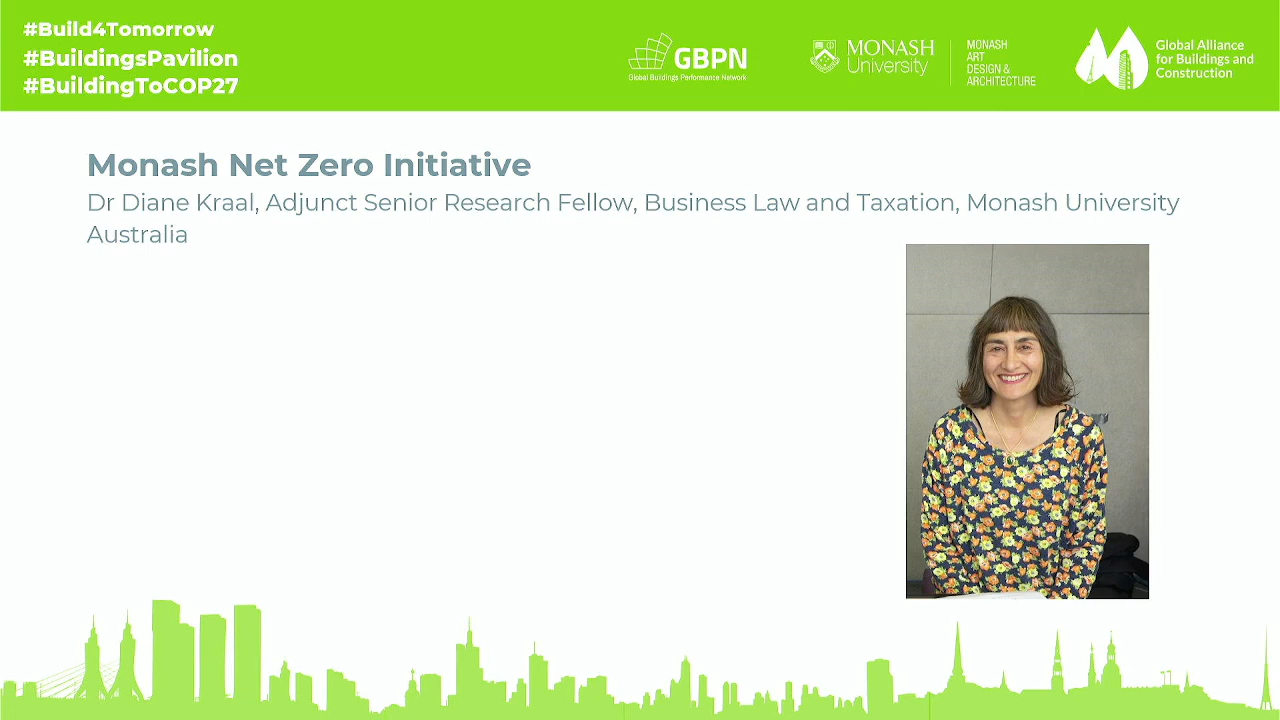 #Build4Tomorrow
#BuildingsPavilion
#BuildingToCOP27
GBPN
Global Buildings Performance Network
MONASH
University
MONASH
ART
DESIGN &
ARCHITECTURE
Global Alliance
for Buildings and
Construction
Monash Net Zero Initiative
Dr Diane Kraal, Adjunct Senior Research Fellow, Business Law and Taxation, Monash University
Australia